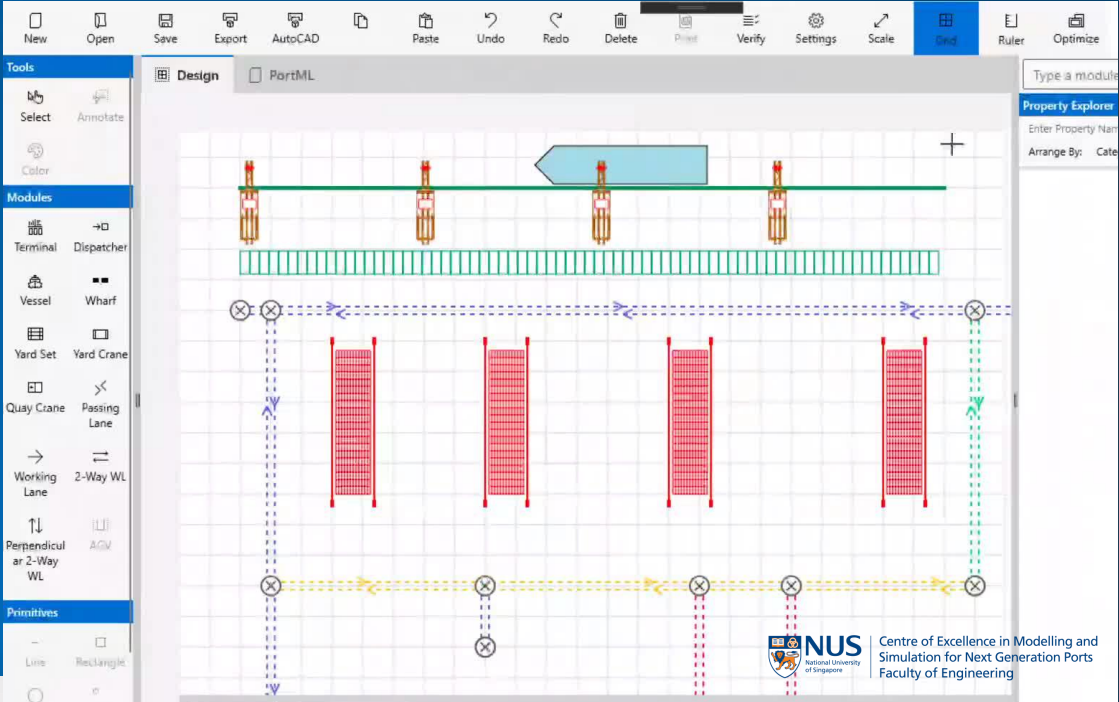 New Open Save Export AutoCAD Paste Undo Redo Delete Print Verify Settings Scale Grid Ruler Optimize
Tools
Select Annotate
Color
Modules
Terminal Dispatcher
Vessel Wharf
Yard Set Yard Crane
Quay Crane Passing
Lane
Working 2-Way WL
Lane
Perpendicul AGV
ar 2-Way
WL
Primitives
Line Rectangle
Design PortML
Type a module
Property Explorer
Enter Property Nam
Arrange By: Cate
NUS
National University
of Singapore
Centre of Excellence in Modelling and
Simulation for Next Generation Ports
Faculty of Engineering